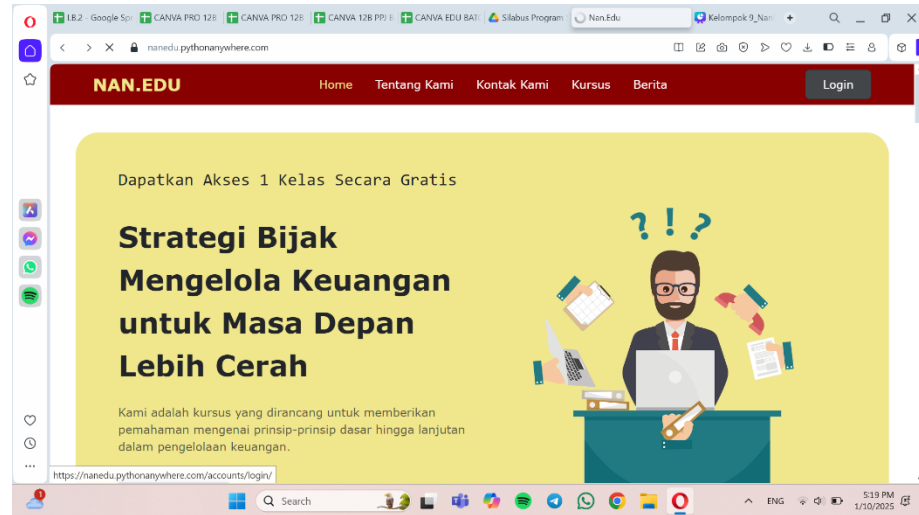 I.B.2 - Google Spr
CANVA PRO 12B
CANVA PRO 12B
CANVA 12B PPJ B
CANVA EDU BAT
Silabus Program
Nan.Edu
Kelompok 9_Nan
nanedu.pythonanywhere.com
NAN.EDU
Home
Tentang Kami
Kontak Kami
Kursus
Berita
Login
Dapatkan Akses 1 Kelas Secara Gratis
Strategi Bijak
Mengelola Keuangan
untuk Masa Depan
Lebih Cerah
? ! ?
Kami adalah kursus yang dirancang untuk memberikan
pemahaman mengenai prinsip-prinsip dasar hingga lanjutan
dalam pengelolaan keuangan.
https://nanedu.pythonanywhere.com/accounts/login/
1
Search
ENG
5:19 PM
1/10/2025